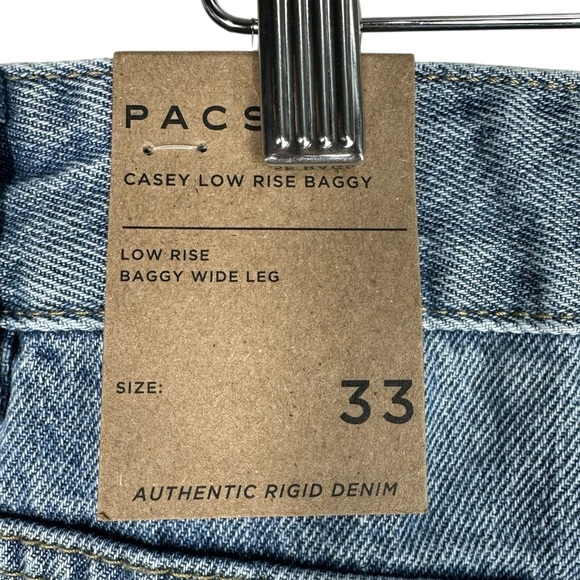 PACS
CASEY LOW RISE BAGGY
LOW RISE
BAGGY WIDE LEG
SIZE:
33
AUTHENTIC RIGID DENIM